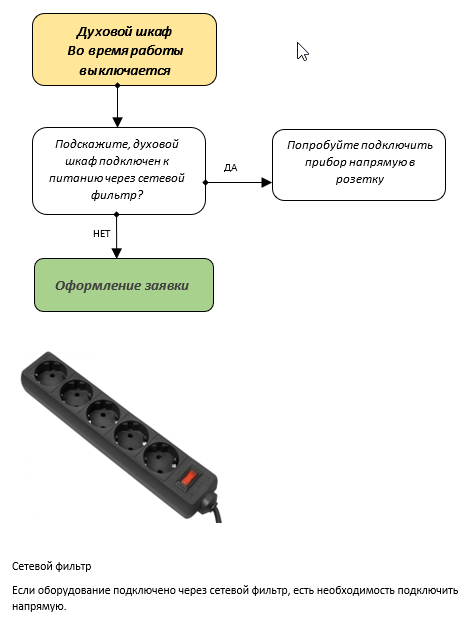 Духовой шкаф
Во время работы
выключается
Подскажите, духовой
шкаф подключен к
питанию через сетевой
фильтр?
ДА
Попробуйте подключить
прибор напрямую в
розетку
НЕТ
Оформление заявки
Сетевой фильтр
Если оборудование подключено через сетевой фильтр, есть необходимость подключить
напрямую.